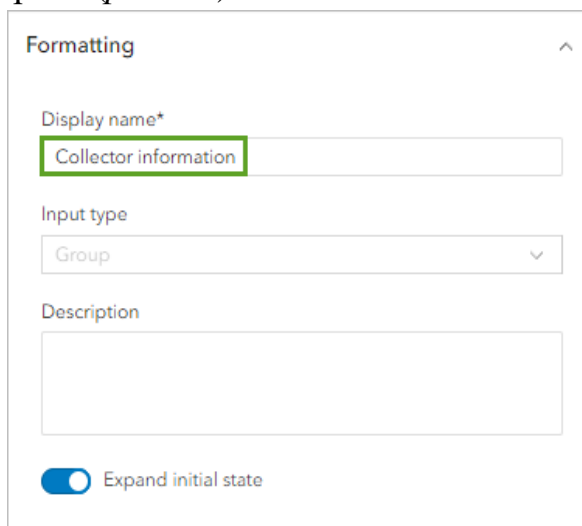 Formatting
Display name*
Collector information
Input type
Group
Description
Expand initial state